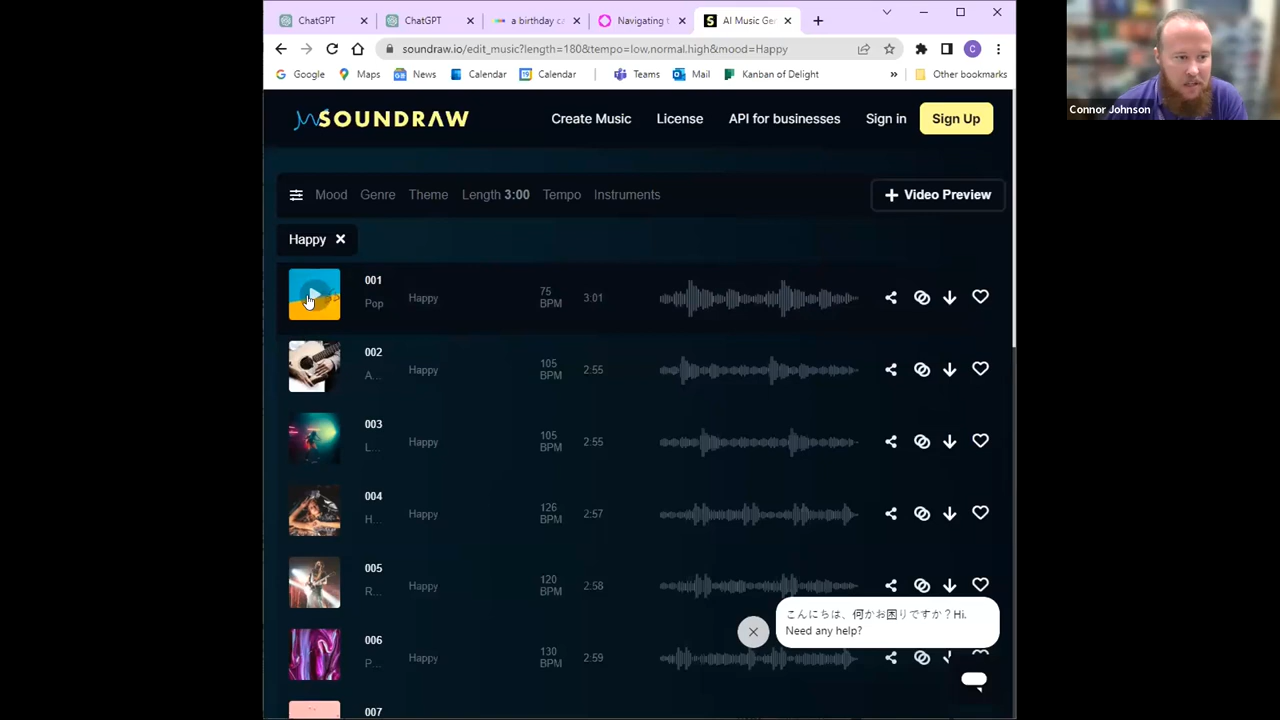 ChatGPT
ChatGPT
a birthday ca
Navigating t
AI Music Ge
soundraw.io/edit_music?length=180&tempo=low,normal.high&mood=Happy
C
Google Maps News Calendar Calendar Teams Mail Kanban of Delight » Other bookmarks
Connor Johnson
SOUNDRAW
Create Music License API for businesses Sign in Sign Up
Mood Genre Theme Length 3:00 Tempo Instruments
Video Preview
Happy
001
Pop
Happy
75
BPM
3:01
002
A...
Happy
105
BPM
2:55
003
L...
Happy
105
BPM
2:55
004
H...
Happy
126
BPM
2:57
005
R...
Happy
120
BPM
2:58
こんにちは、何かお困りですか？Hi.
Need any help?
006
P...
Happy
130
BPM
2:59
007